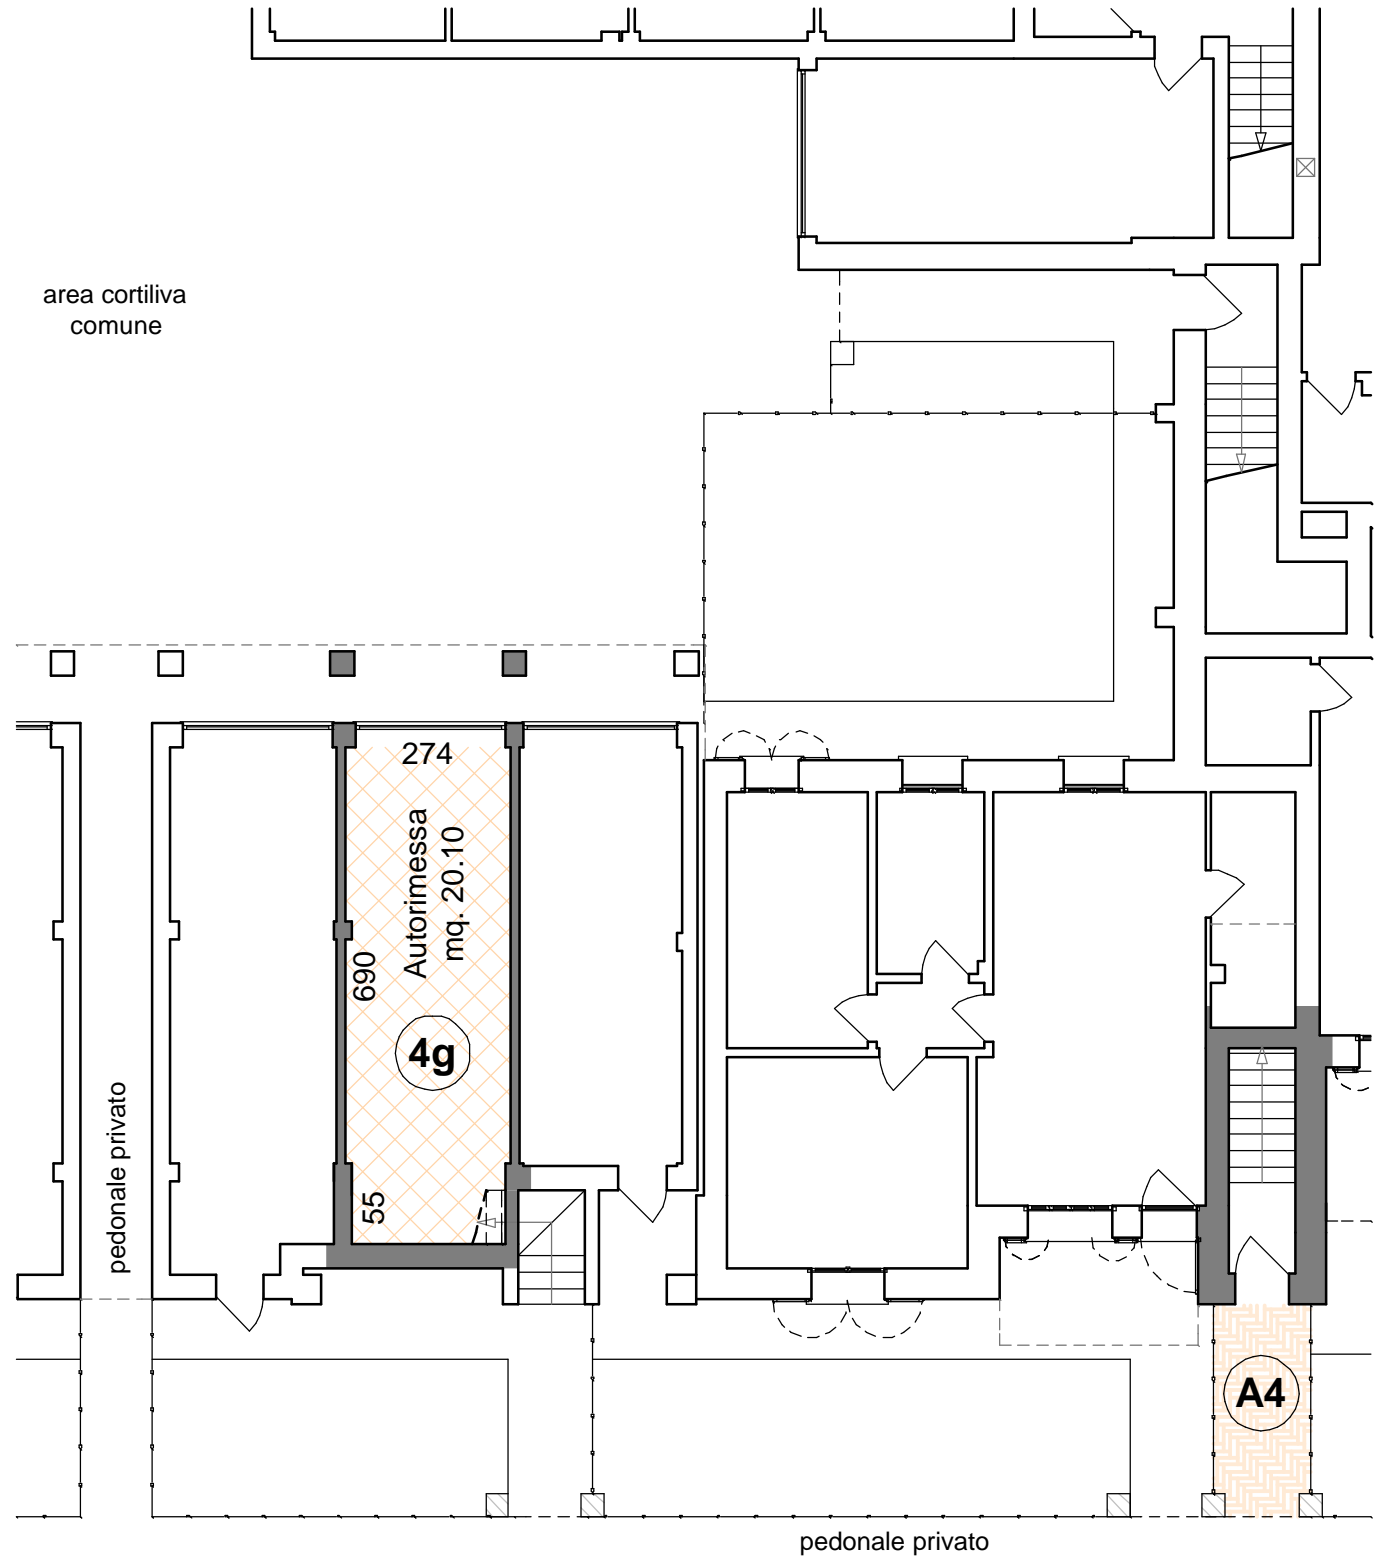 area cortiliva
comune
274
Autorimessa
mq. 20.10
690
4g
55
pedonale privato
A4
pedonale privato